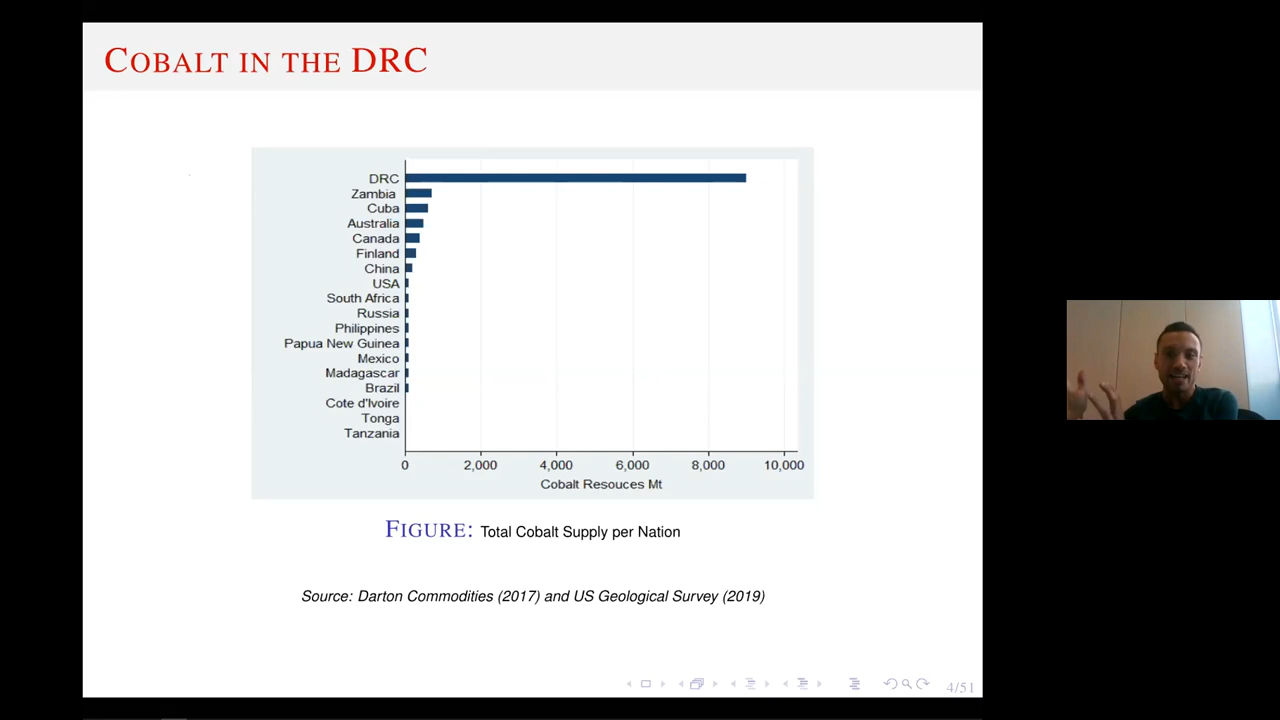 COBALT IN THE DRC
DRC
Zambia
Cuba
Australia
Canada
Finland
China
USA
South Africa
Russia
Philippines
Papua New Guinea
Mexico
Madagascar
Brazil
Cote d'Ivoire
Tonga
Tanzania
0 2,000 4,000 6,000 8,000 10,000
Cobalt Resouces Mt
FIGURE: Total Cobalt Supply per Nation
Source: Darton Commodities (2017) and US Geological Survey (2019)
4/51